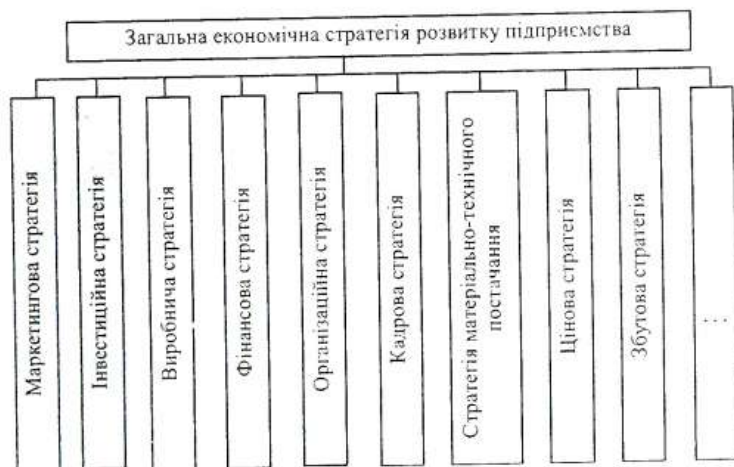 Загальна економічна стратегія розвитку підприємства
Маркетингова стратегія
Інвестиційна стратегія
Виробнича стратегія
Фінансова стратегія
Організаційна стратегія
Кадрова стратегія
Стратегія матеріально-технічного
постачання
Цінова стратегія
Збутова стратегія
...